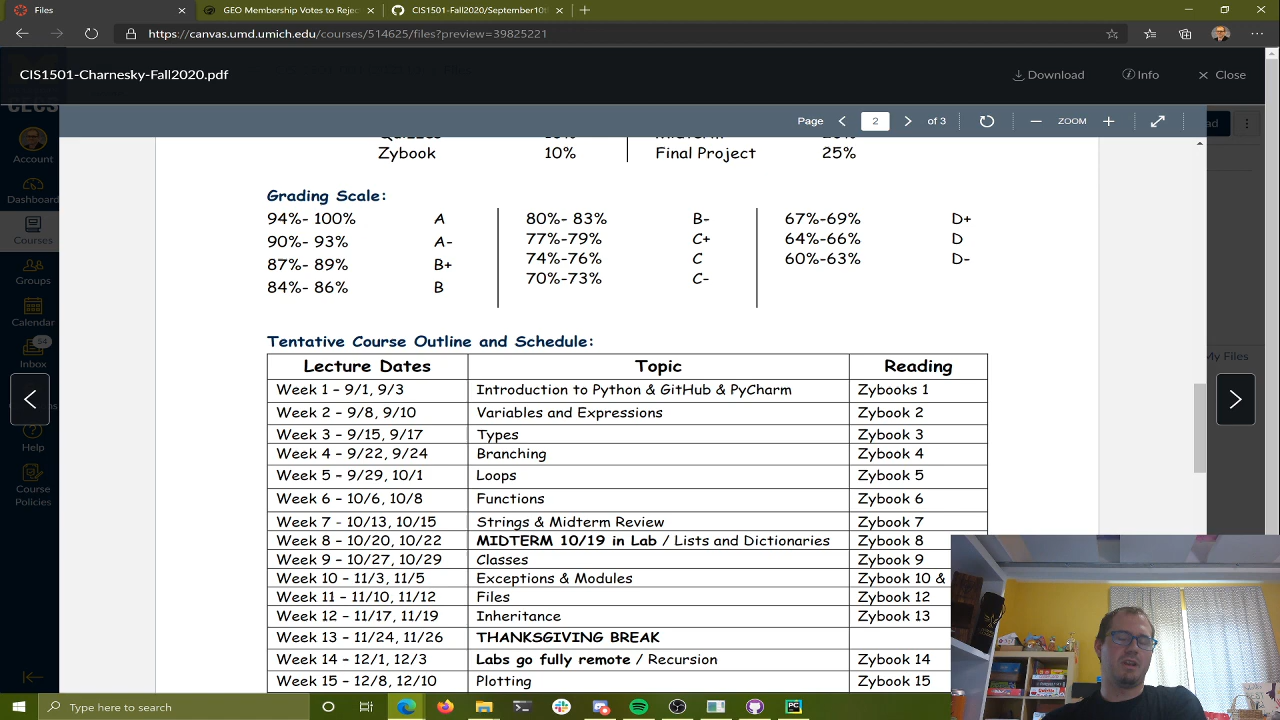 Files
GEO Membership Votes to Rejec
CIS1501-Fall2020/September10t
https://canvas.umd.umich.edu/courses/514625/files?preview=39828221
CIS1501-Charnesky-Fall2020.pdf
Download
Info
Close
CECS
Page 2 of 3
ZOOM
Account
Dashboard
Courses
Groups
Calendar
54
Inbox
Help
Course
Policies
My Files
Zybook 10% Final Project 25%
Grading Scale:
94%- 100% A 80%- 83% B- 67%-69% D+
90%- 93% A- 77%-79% C+ 64%-66% D
87%- 89% B+ 74%-76% C 60%-63% D-
84%- 86% B 70%-73% C-
Tentative Course Outline and Schedule:
Lecture Dates Topic Reading
Week 1 – 9/1, 9/3 Introduction to Python & GitHub & PyCharm Zybooks 1
Week 2 – 9/8, 9/10 Variables and Expressions Zybook 2
Week 3 – 9/15, 9/17 Types Zybook 3
Week 4 – 9/22, 9/24 Branching Zybook 4
Week 5 – 9/29, 10/1 Loops Zybook 5
Week 6 – 10/6, 10/8 Functions Zybook 6
Week 7 - 10/13, 10/15 Strings & Midterm Review Zybook 7
Week 8 – 10/20, 10/22 MIDTERM 10/19 in Lab / Lists and Dictionaries Zybook 8
Week 9 – 10/27, 10/29 Classes Zybook 9
Week 10 – 11/3, 11/5 Exceptions & Modules Zybook 10 &
Week 11 – 11/10, 11/12 Files Zybook 12
Week 12 – 11/17, 11/19 Inheritance Zybook 13
Week 13 – 11/24, 11/26 THANKSGIVING BREAK
Week 14 – 12/1, 12/3 Labs go fully remote / Recursion Zybook 14
Week 15 – 12/8, 12/10 Plotting Zybook 15
Type here to search